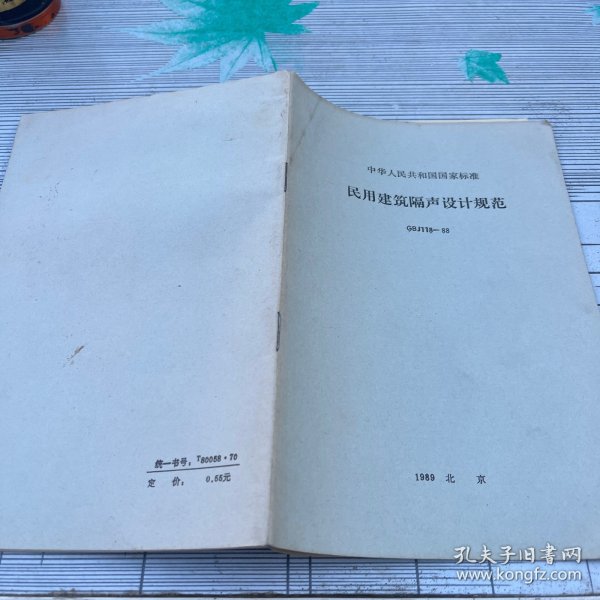 中华人民共和国国家标准
民用建筑隔声设计规范
GBJ118-88
1989 北 京
统一书号：T80058·70
定 价： 0.56元
孔夫子旧书网
www.kongfz.com